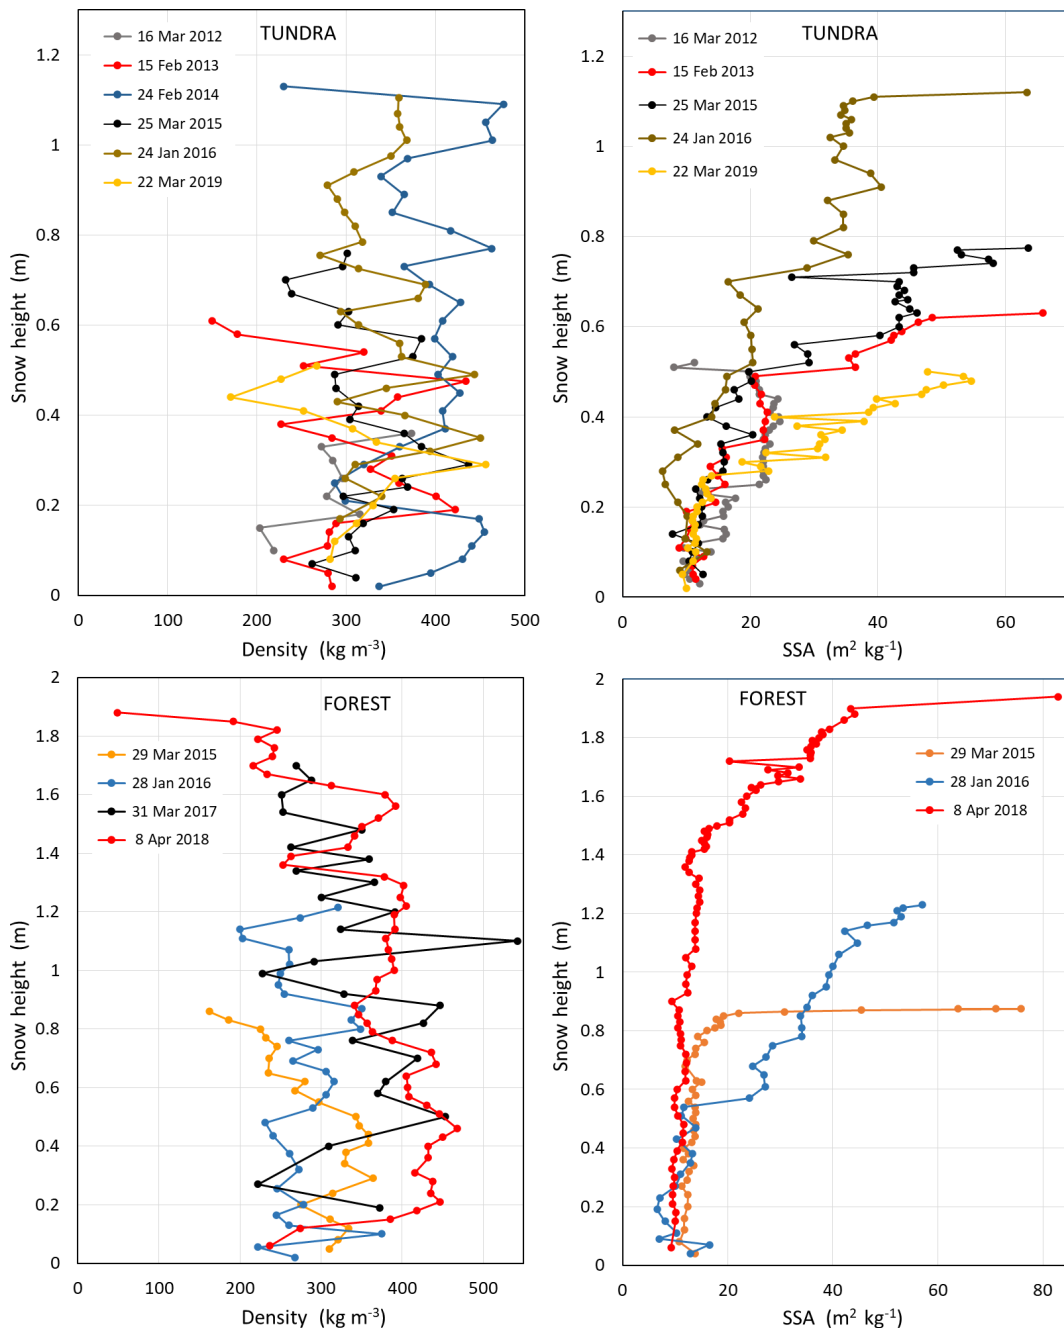 TUNDRA
16 Mar 2012
15 Feb 2013
24 Feb 2014
25 Mar 2015
24 Jan 2016
22 Mar 2019
Snow height (m)
1.2
1
0.8
0.6
0.4
0.2
0
0 100 200 300 400 500
Density (kg m⁻³)
TUNDRA
16 Mar 2012
15 Feb 2013
25 Mar 2015
24 Jan 2016
22 Mar 2019
Snow height (m)
1.2
1
0.8
0.6
0.4
0.2
0
0 20 40 60
SSA (m² kg⁻¹)
FOREST
29 Mar 2015
28 Jan 2016
31 Mar 2017
8 Apr 2018
Snow height (m)
2
1.8
1.6
1.4
1.2
1
0.8
0.6
0.4
0.2
0
0 100 200 300 400 500
Density (kg m⁻³)
FOREST
29 Mar 2015
28 Jan 2016
8 Apr 2018
Snow height (m)
2
1.8
1.6
1.4
1.2
1
0.8
0.6
0.4
0.2
0
0 20 40 60 80
SSA (m² kg⁻¹)